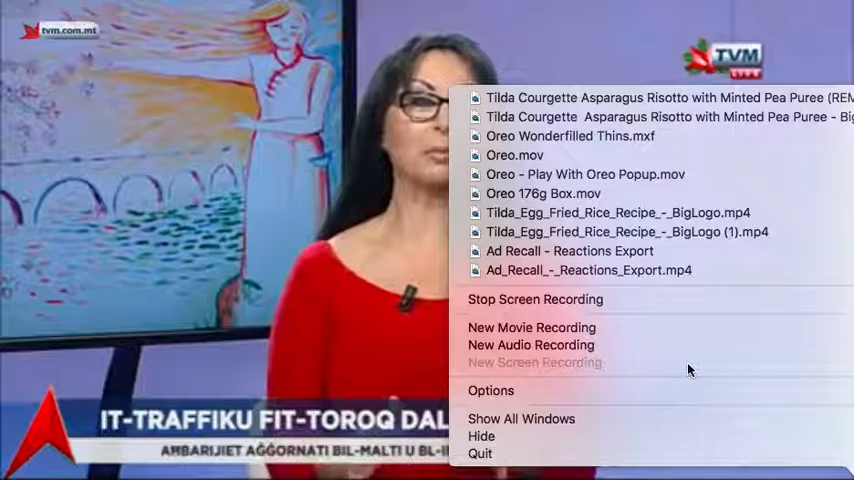 tvm.com.mt
TVM
LIVE
Tilda Courgette Asparagus Risotto with Minted Pea Puree (REM
Tilda Courgette Asparagus Risotto with Minted Pea Puree - Big
Oreo Wonderfilled Thins.mxf
Oreo.mov
Oreo - Play With Oreo Popup.mov
Oreo 176g Box.mov
Tilda_Egg_Fried_Rice_Recipe_-_BigLogo.mp4
Tilda_Egg_Fried_Rice_Recipe_-_BigLogo (1).mp4
Ad Recall - Reactions Export
Ad_Recall_-_Reactions_Export.mp4
Stop Screen Recording
New Movie Recording
New Audio Recording
New Screen Recording
Options
Show All Windows
Hide
Quit
IT-TRAFFIKU FIT-TOROQ DAL
AĦBARIJIET AĠĠORNATI BIL-MALTI U BL-I